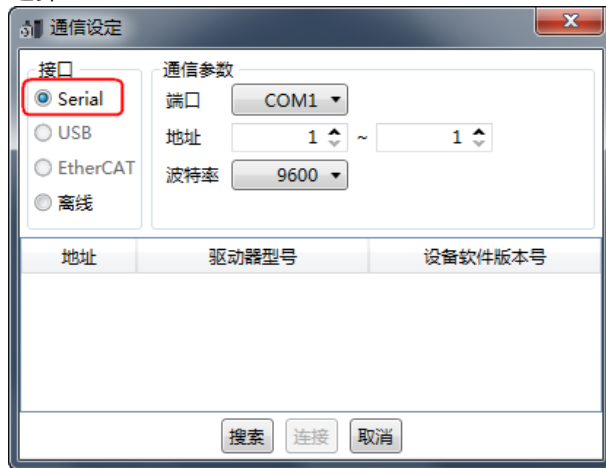 通信设定
接口
通信参数
Serial
端口 COM1
USB
地址 1 ~ 1
EtherCAT
波特率 9600
离线
地址 驱动器型号 设备软件版本号
搜索 连接 取消